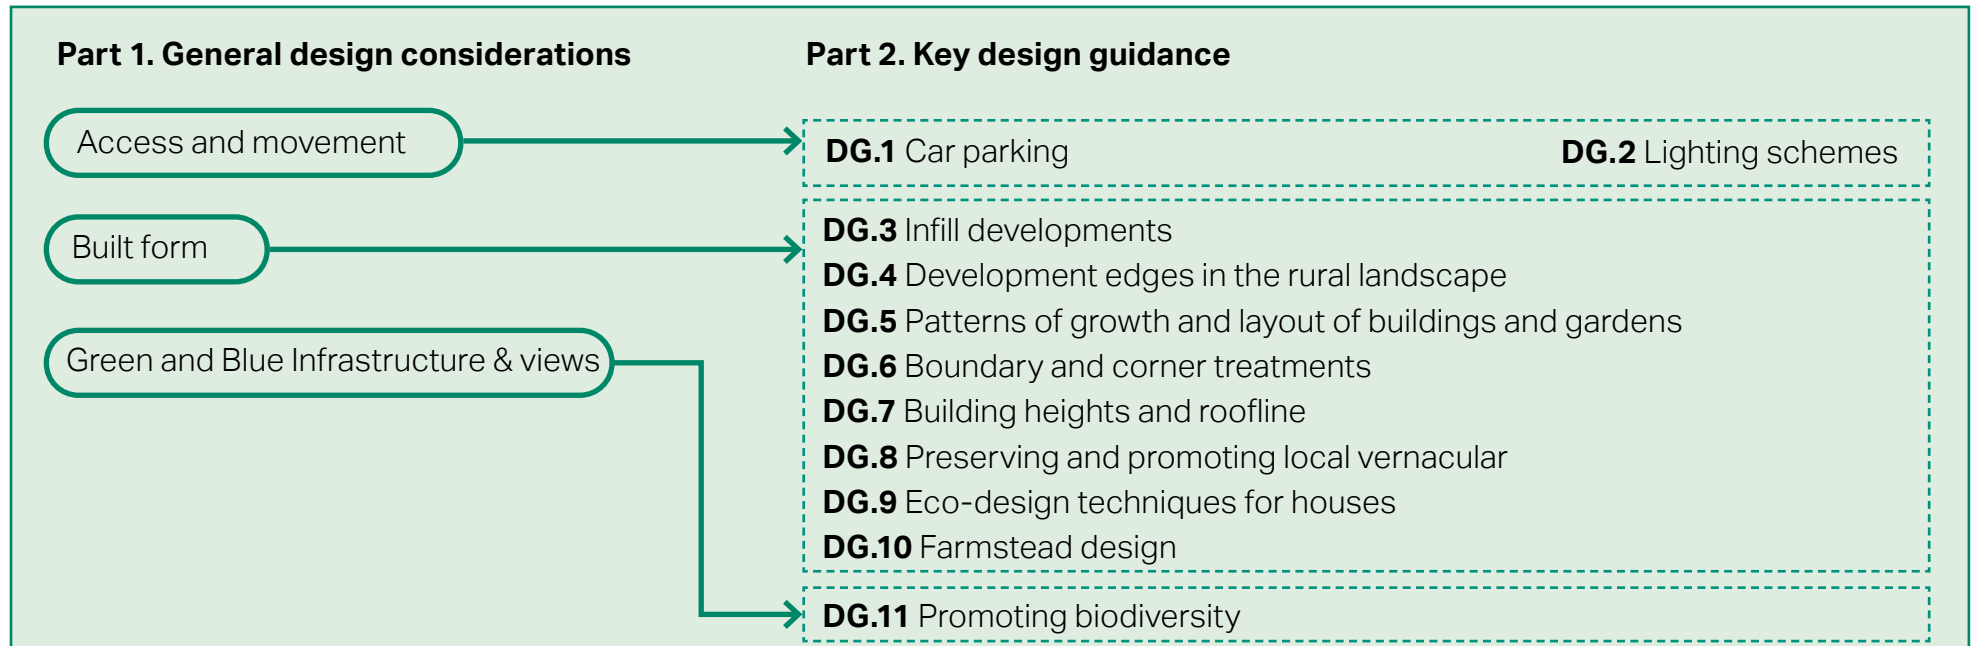 Part 1. General design considerations
Part 2. Key design guidance
Access and movement
DG.1 Car parking
DG.2 Lighting schemes
Built form
DG.3 Infill developments
DG.4 Development edges in the rural landscape
DG.5 Patterns of growth and layout of buildings and gardens
DG.6 Boundary and corner treatments
DG.7 Building heights and roofline
DG.8 Preserving and promoting local vernacular
DG.9 Eco-design techniques for houses
DG.10 Farmstead design
Green and Blue Infrastructure & views
DG.11 Promoting biodiversity